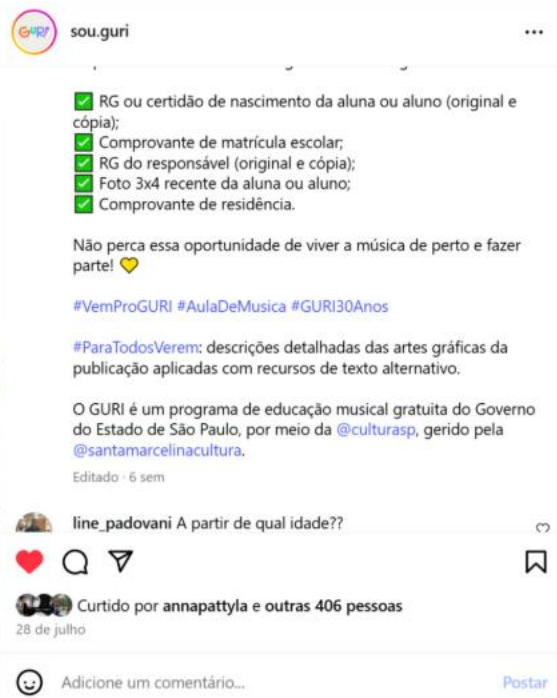 GURI
sou.guri
RG ou certidão de nascimento da aluna ou aluno (original e
cópia);
Comprovante de matrícula escolar;
RG do responsável (original e cópia);
Foto 3x4 recente da aluna ou aluno;
Comprovante de residência.
Não perca essa oportunidade de viver a música de perto e fazer
parte!
#VemProGURI #AulaDeMusica #GURI30Anos
#ParaTodosVerem: descrições detalhadas das artes gráficas da
publicação aplicadas com recursos de texto alternativo.
O GURI é um programa de educação musical gratuita do Governo
do Estado de São Paulo, por meio da @culturasp, gerido pela
@santamarcelinacultura.
Editado · 6 sem
line_padovani A partir de qual idade??
Curtido por annapattyla e outras 406 pessoas
28 de julho
Adicione um comentário...
Postar